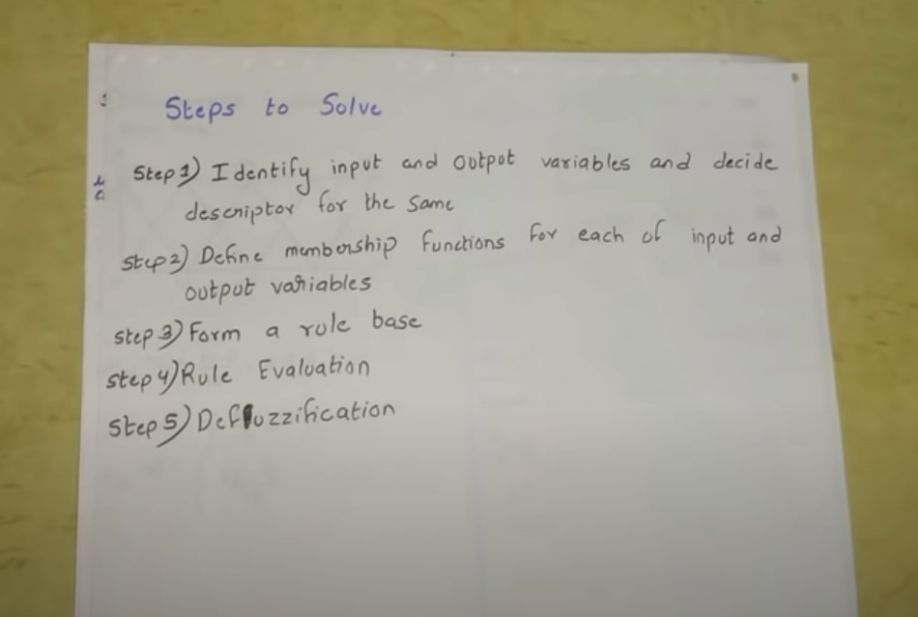 Steps to Solve
Step 1) Identify input and output variables and decide
descriptor for the same
step 2) Define membership functions for each of input and
output variables
step 3) Form a rule base
step 4) Rule Evaluation
step 5) Deffuzzification